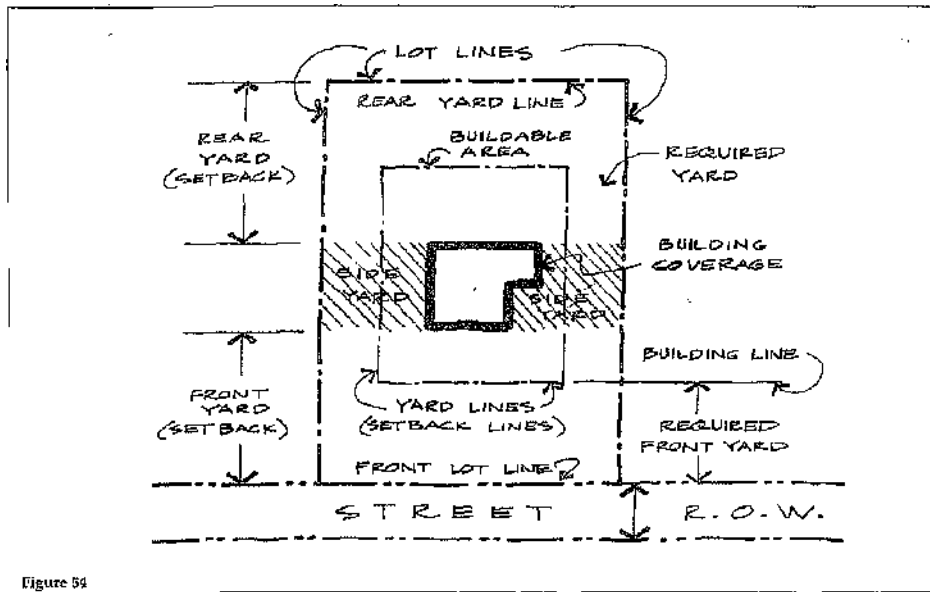 LOT LINES
REAR YARD LINE
REAR
YARD
(SETBACK)
BUILDABLE
AREA
REQUIRED
YARD
SIDE
YARD
BUILDING
COVERAGE
SIDE
YARD
BUILDING LINE
FRONT
YARD
(SETBACK)
YARD LINES
(SETBACK LINES)
REQUIRED
FRONT YARD
FRONT LOT LINE
STREET R.O.W.
Figure 54